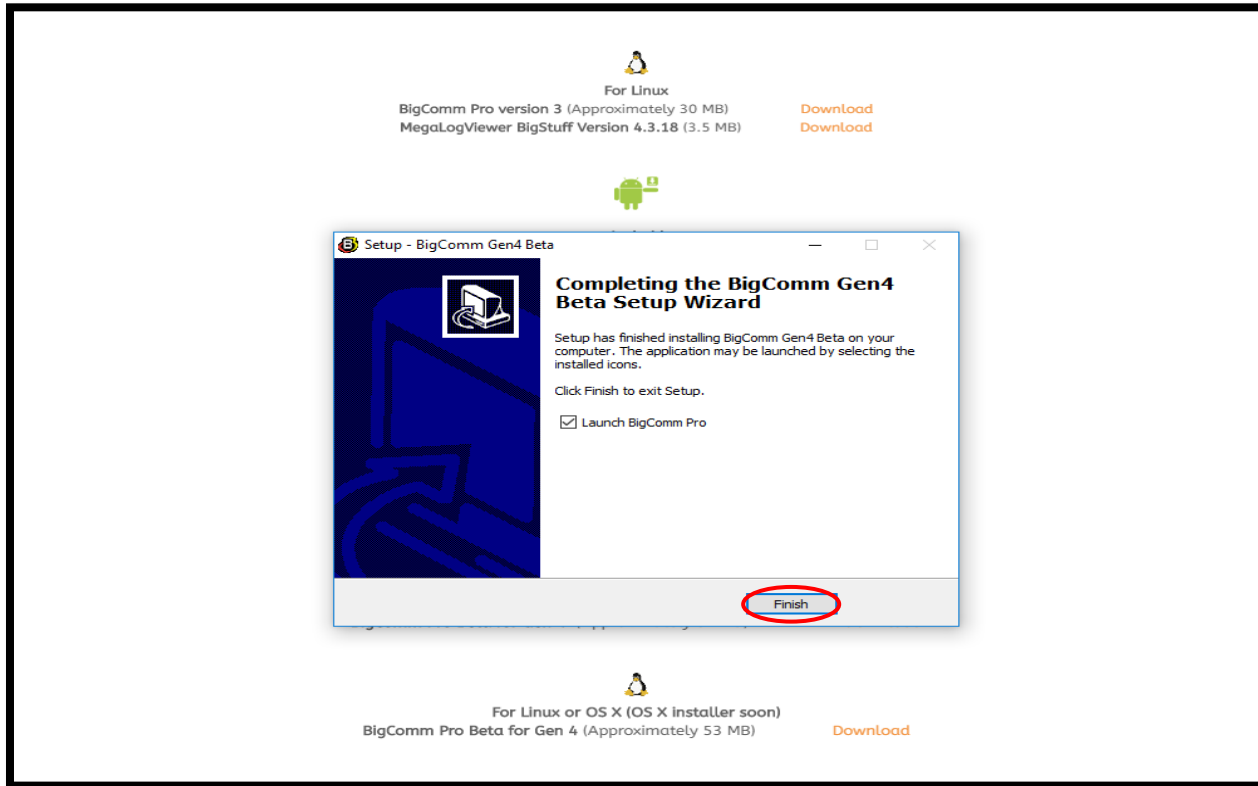 For Linux
BigComm Pro version 3 (Approximately 30 MB) Download
MegaLogViewer BigStuff Version 4.3.18 (3.5 MB) Download
Setup - BigComm Gen4 Beta
Completing the BigComm Gen4
Beta Setup Wizard
Setup has finished installing BigComm Gen4 Beta on your
computer. The application may be launched by selecting the
installed icons.
Click Finish to exit Setup.
Launch BigComm Pro
Finish
For Linux or OS X (OS X installer soon)
BigComm Pro Beta for Gen 4 (Approximately 53 MB) Download